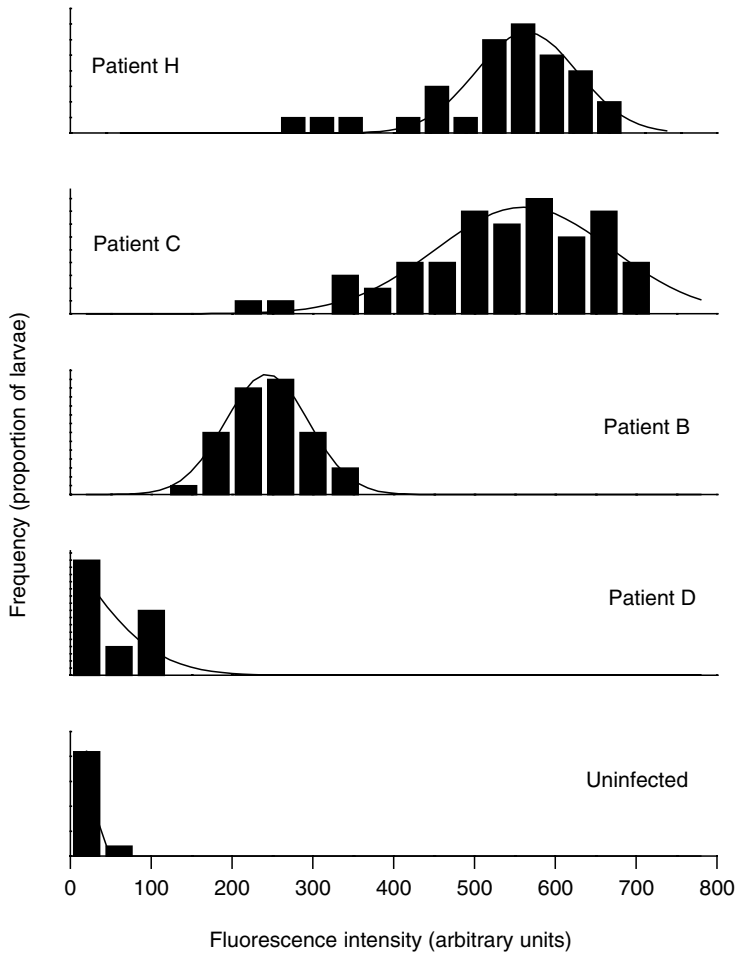 Patient H
Patient C
Patient B
Patient D
Uninfected
Frequency (proportion of larvae)
0 100 200 300 400 500 600 700 800
Fluorescence intensity (arbitrary units)